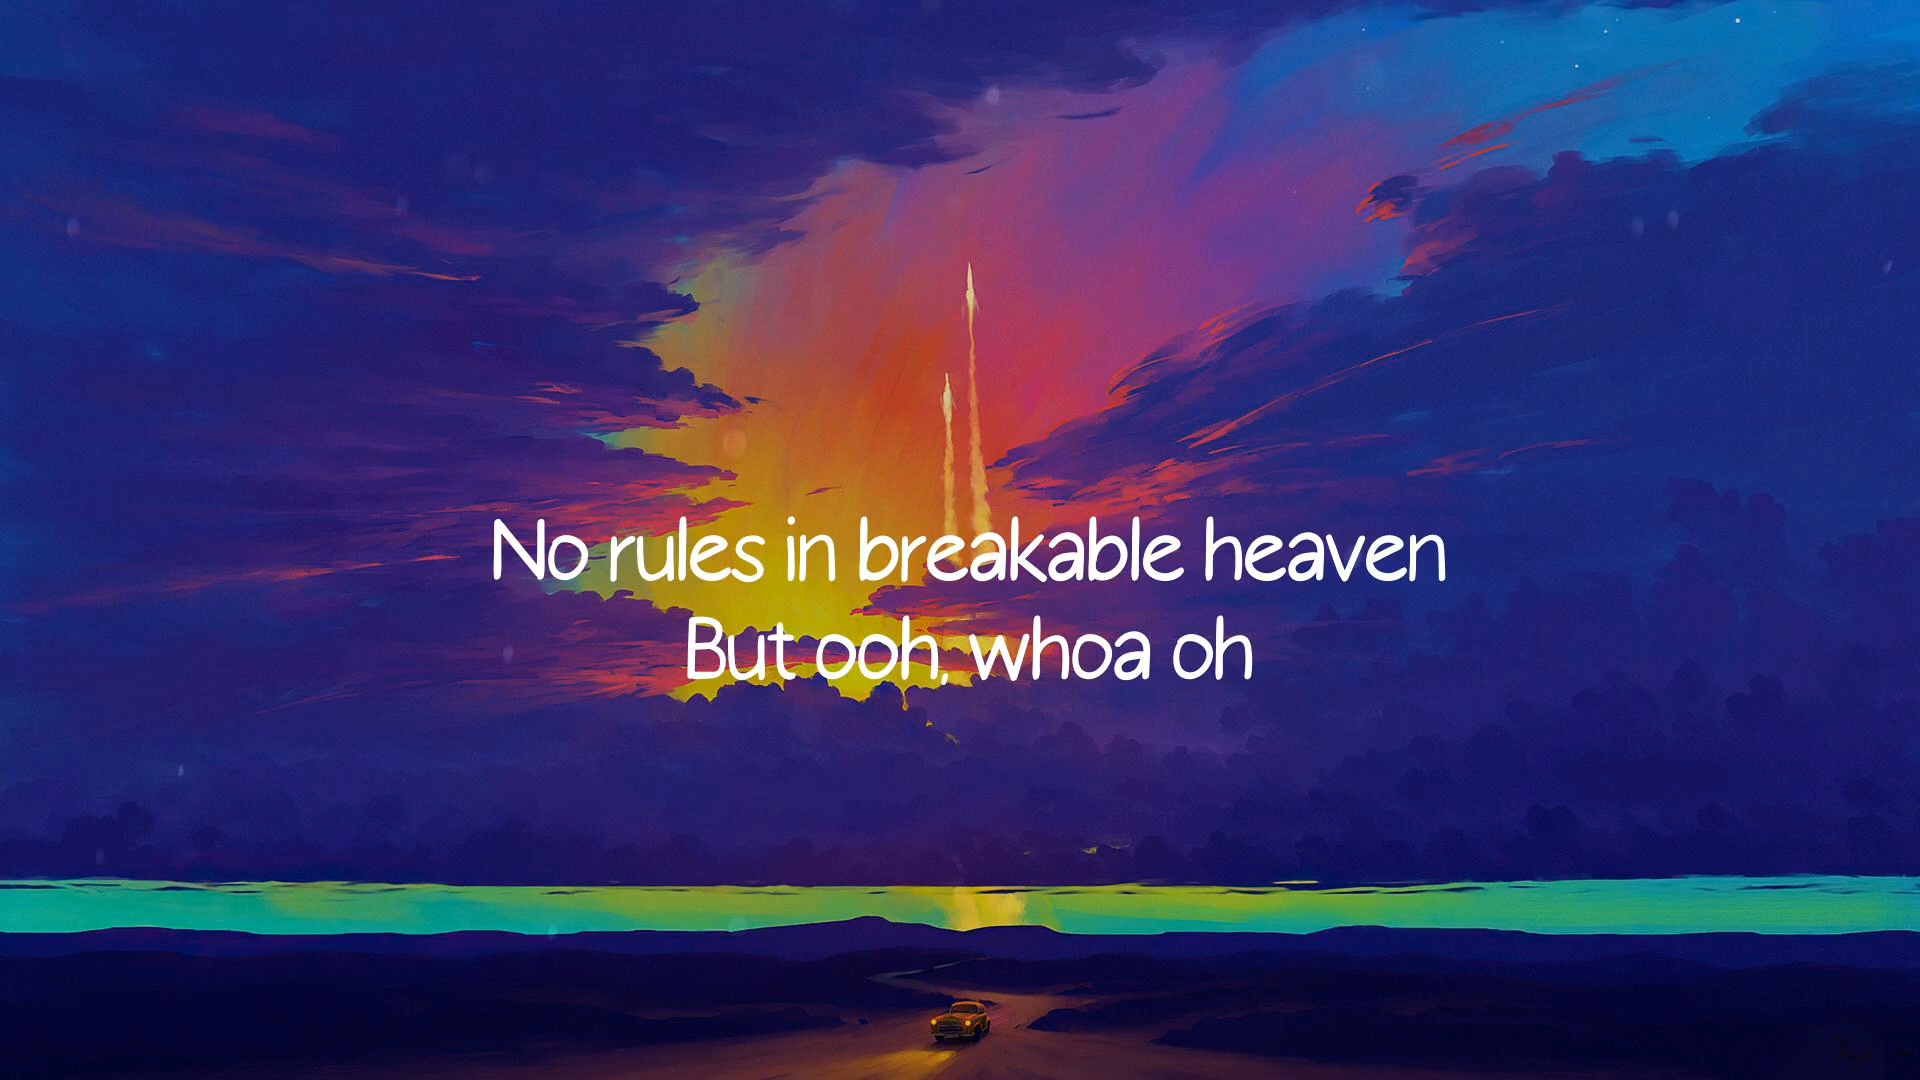 No rules in breakable heaven
But ooh, whoa oh